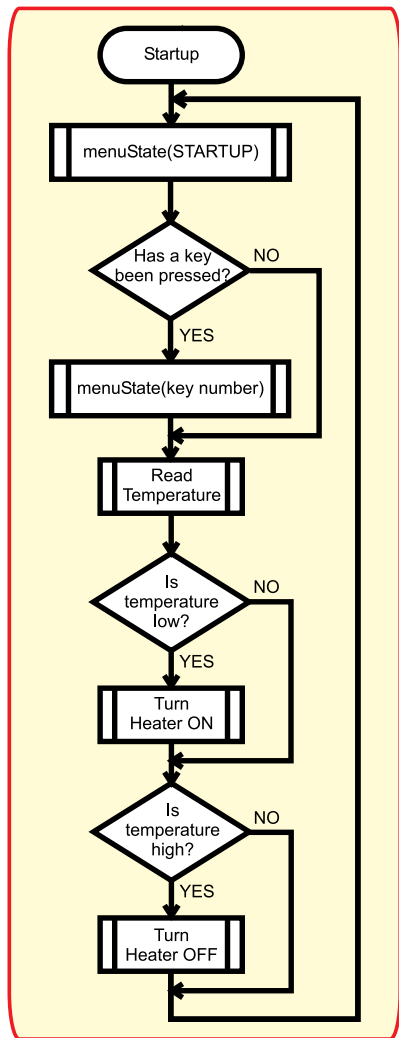 Startup
menuState(STARTUP)
Has a key
been pressed?
NO
YES
menuState(key number)
Read
Temperature
Is
temperature
low?
NO
YES
Turn
Heater ON
Is
temperature
high?
NO
YES
Turn
Heater OFF